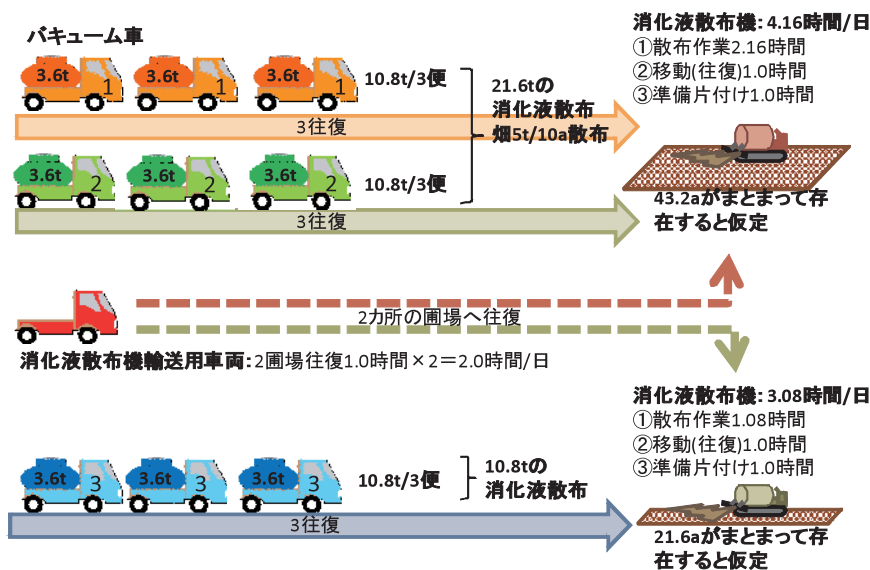 バキューム車
3.6t
1
3.6t
1
3.6t
1
10.8t/3便
3往復
3.6t
2
3.6t
2
3.6t
2
10.8t/3便
3往復
21.6tの
消化液散布
畑5t/10a散布
消化液散布機：4.16時間/日
①散布作業2.16時間
②移動(往復)1.0時間
③準備片付け1.0時間
43.2aがまとまって存
在すると仮定
2カ所の圃場へ往復
消化液散布機輸送用車両：2圃場往復1.0時間×2＝2.0時間/日
消化液散布機：3.08時間/日
①散布作業1.08時間
②移動(往復)1.0時間
③準備片付け1.0時間
3.6t
3
3.6t
3
3.6t
3
10.8t/3便
10.8tの
消化液散布
3往復
21.6aがまとまって存
在すると仮定